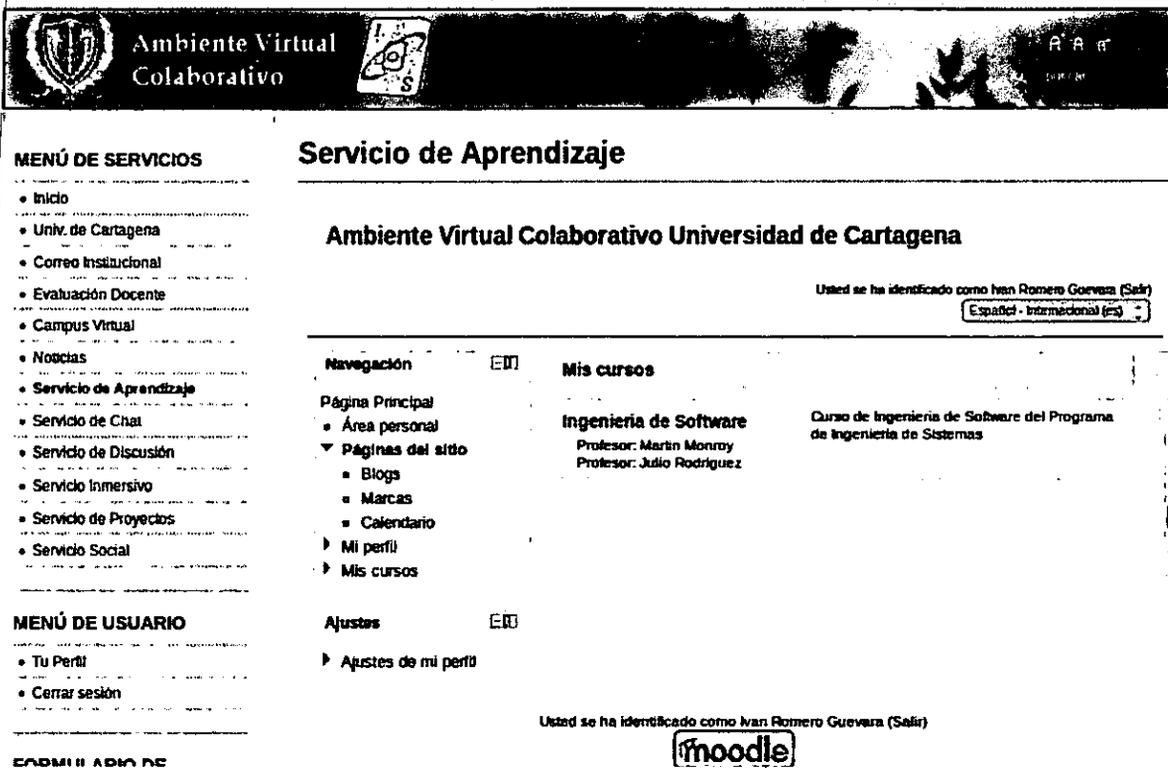 Ambiente Virtual
Colaborativo
A A A
MENÚ DE SERVICIOS
• Inicio
• Univ. de Cartagena
• Correo Institucional
• Evaluación Docente
• Campus Virtual
• Noticias
• Servicio de Aprendizaje
• Servicio de Chat
• Servicio de Discusión
• Servicio Inmersivo
• Servicio de Proyectos
• Servicio Social
MENÚ DE USUARIO
• Tu Perfil
• Cerrar sesión
FORMULARIO DE
Servicio de Aprendizaje
Ambiente Virtual Colaborativo Universidad de Cartagena
Usted se ha identificado como Ivan Romero Guevara (Salir)
Español - Internacional (es)
Navegación
Página Principal
Área personal
Páginas del sitio
Blogs
Marcas
Calendario
Mi perfil
Mis cursos
Ajustes
Ajustes de mi perfil
Mis cursos
Ingeniería de Software
Profesor: Martin Monroy
Profesor: Julio Rodriguez
Curso de Ingeniería de Software del Programa
de Ingeniería de Sistemas
Usted se ha identificado como Ivan Romero Guevara (Salir)
moodle